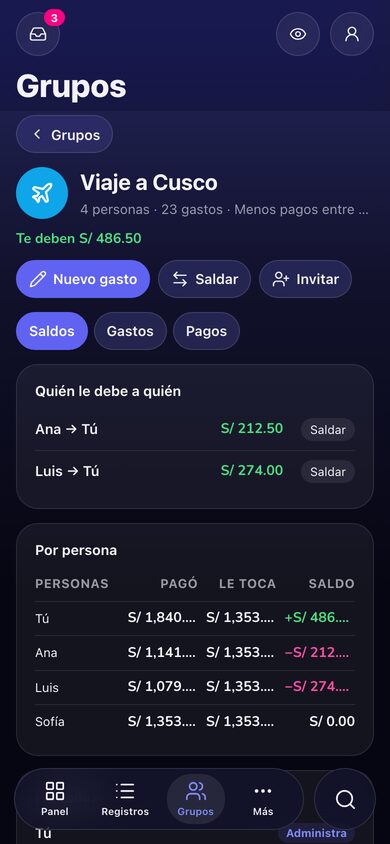 3
Grupos
Grupos
Viaje a Cusco
4 personas · 23 gastos · Menos pagos entre ...
Te deben S/ 486.50
Nuevo gasto
Saldar
Invitar
Saldos
Gastos
Pagos
Quién le debe a quién
Ana → Tú S/ 212.50 Saldar
Luis → Tú S/ 274.00 Saldar
Por persona
PERSONAS PAGÓ LE TOCA SALDO
Tú S/ 1,840.... S/ 1,353.... +S/ 486....
Ana S/ 1,141.... S/ 1,353.... −S/ 212....
Luis S/ 1,079.... S/ 1,353.... −S/ 274....
Sofía S/ 1,353.... S/ 1,353.... S/ 0.00
Panel
Registros
Grupos
Más
Tú Administra